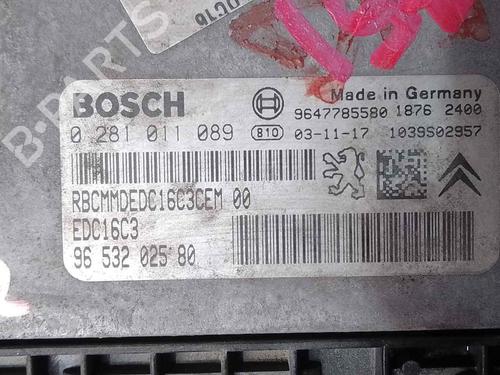 DC16
BOSCH
Made in Germany
9647785580 1876 2400
0 281 011 089 B10 03-11-17 1039S02957
RBCMMDEDC16C3CEM 00
EDC16C3
96 532 025 80
B-PARTS